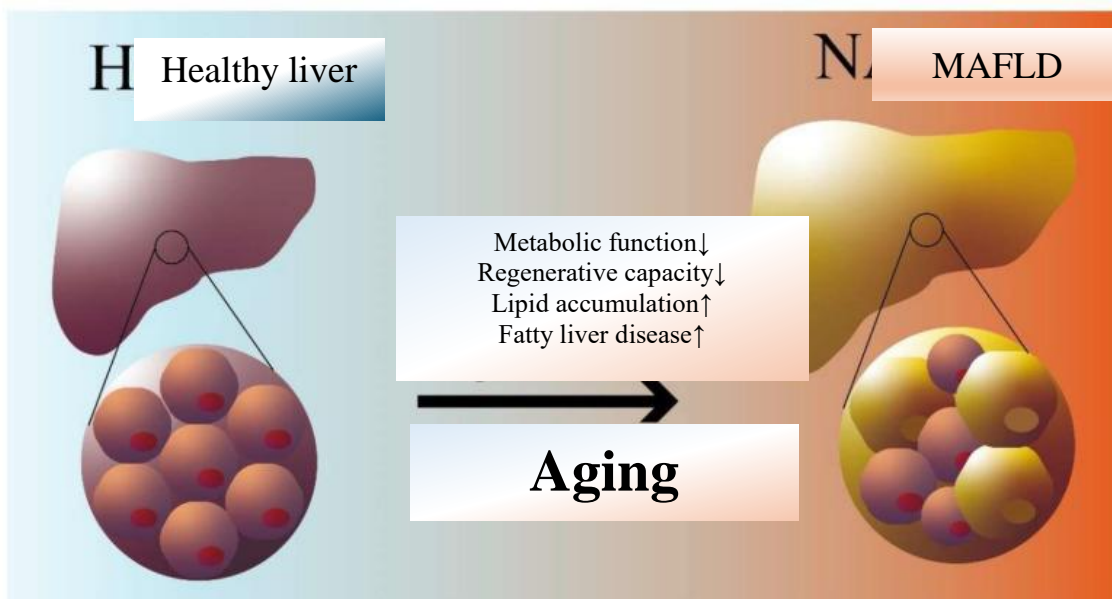 Healthy liver
MAFLD
Metabolic function↓
Regenerative capacity↓
Lipid accumulation↑
Fatty liver disease↑
Aging